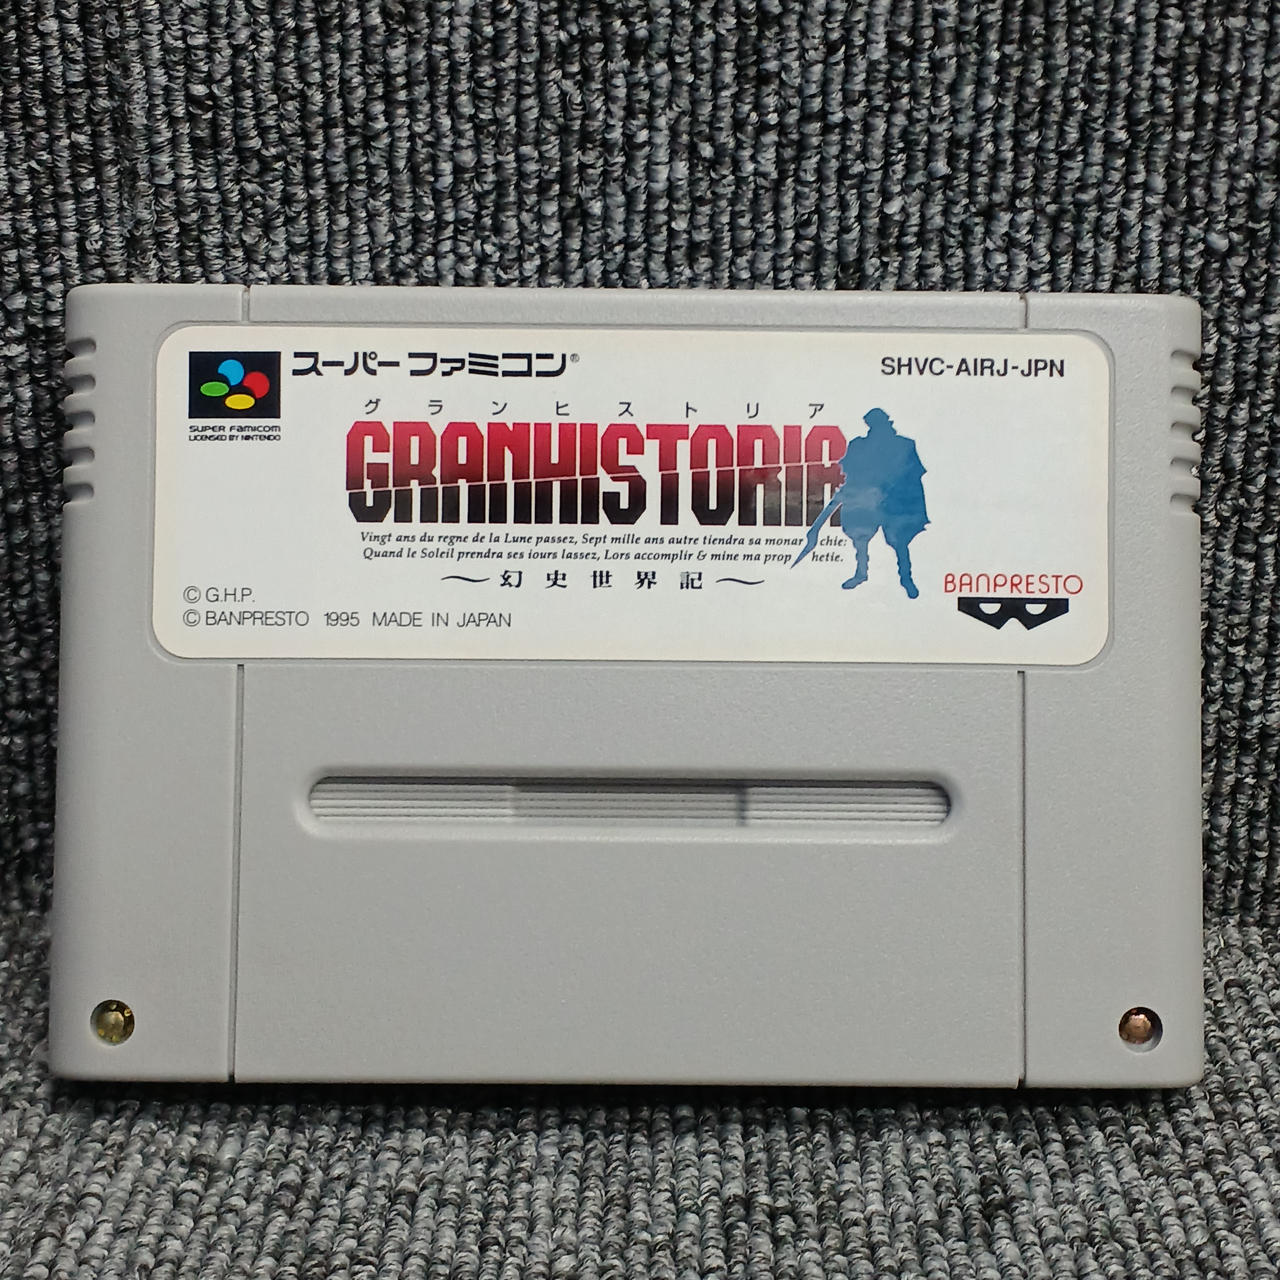 スーパーファミコン®
SHVC-AIRJ-JPN
SUPER FAMICOM
LICENSED BY NINTENDO
グランヒストリア
GRANHISTORIA
Vingt ans du regne de la Lune passez, Sept mille ans autre tiendra sa monar chie:
Quand le Soleil prendra ses iours lassez, Lors accomplir & mine ma prop hetie.
〜幻史世界記〜
© G.H.P.
© BANPRESTO 1995 MADE IN JAPAN
BANPRESTO